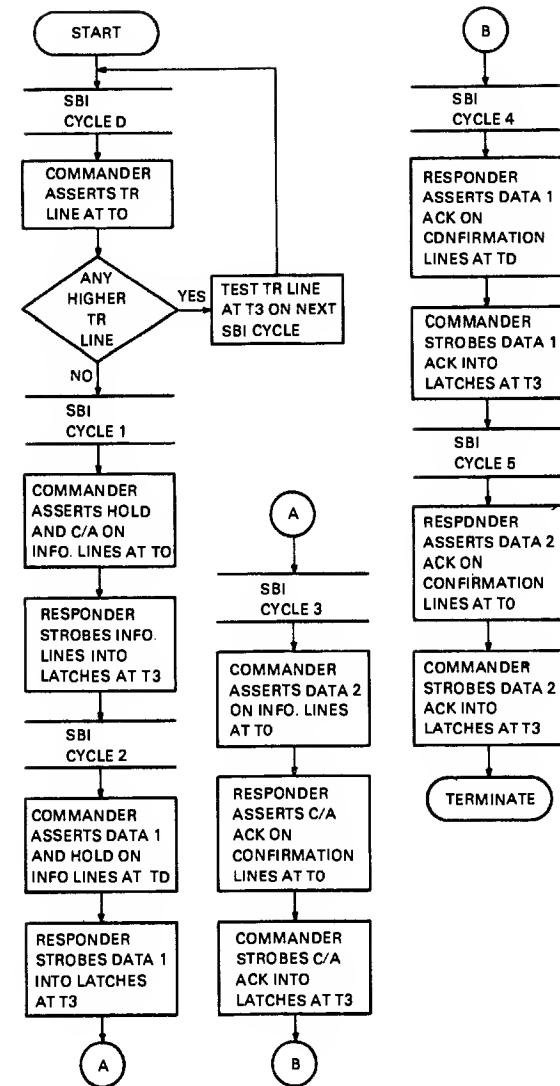 START
SBI
CYCLE D
COMMANDER
ASSERTS TR
LINE AT TO
ANY
HIGHER
TR
LINE
YES
TEST TR LINE
AT T3 ON NEXT
SBI CYCLE
NO
SBI
CYCLE 1
COMMANDER
ASSERTS HOLD
AND C/A ON
INFO. LINES AT TO
RESPONDER
STROBES INFO.
LINES INTO
LATCHES AT T3
SBI
CYCLE 2
COMMANDER
ASSERTS DATA 1
AND HOLD ON
INFO LINES AT TD
RESPONDER
STROBES DATA 1
INTO LATCHES
AT T3
A
A
SBI
CYCLE 3
COMMANDER
ASSERTS DATA 2
ON INFO. LINES
AT TO
RESPONDER
ASSERTS C/A
ACK ON
CONFIRMATION
LINES AT TO
COMMANDER
STROBES C/A
ACK INTO
LATCHES AT T3
B
B
SBI
CYCLE 4
RESPONDER
ASSERTS DATA 1
ACK ON
CDNFIRMATION
LINES AT TD
COMMANDER
STROBES DATA 1
ACK INTO
LATCHES AT T3
SBI
CYCLE 5
RESPDNDER
ASSERTS DATA 2
ACK ON
CONFIRMATION
LINES AT T0
COMMANDER
STROBES DATA 2
ACK INTO
LATCHES AT T3
TERMINATE